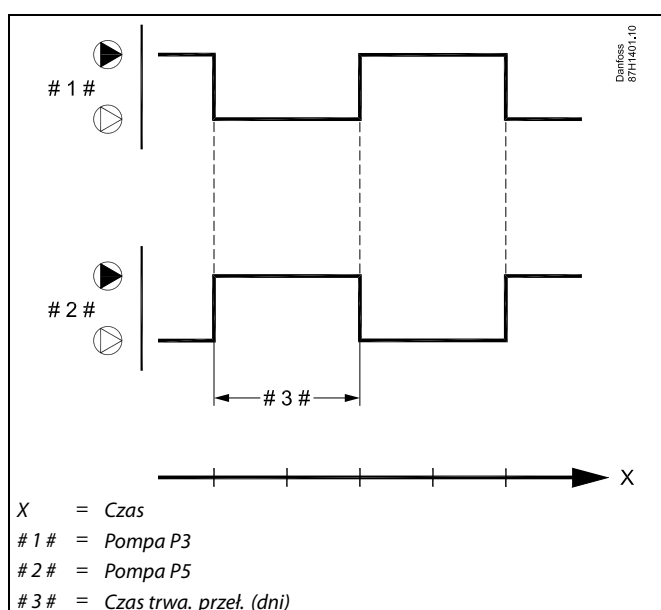 Danfoss
87H1401.10
# 1 #
# 2 #
# 3 #
X
X = Czas
# 1 # = Pompa P3
# 2 # = Pompa P5
# 3 # = Czas trwa. przeł. (dni)